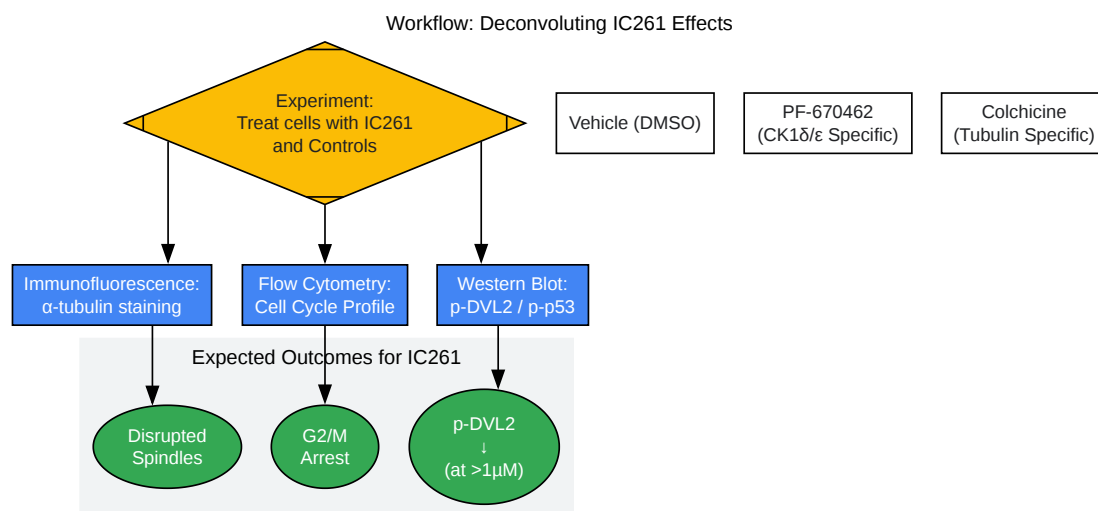 Workflow: Deconvoluting IC261 Effects
Experiment:
Treat cells with IC261
and Controls
Vehicle (DMSO)
PF-670462
(CK1δ/ε Specific)
Colchicine
(Tubulin Specific)
Immunofluorescence:
α-tubulin staining
Flow Cytometry:
Cell Cycle Profile
Western Blot:
p-DVL2 / p-p53
Expected Outcomes for IC261
Disrupted
Spindles
G2/M
Arrest
p-DVL2
↓
(at >1μM)